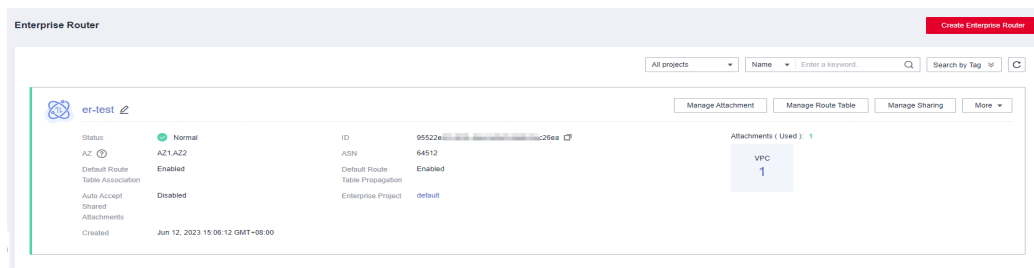 Enterprise Router
Create Enterprise Router
All projects Name Enter a keyword. Search by Tag
er-test Manage Attachment Manage Route Table Manage Sharing More
Status Normal ID 95522e c26ea Attachments ( Used ): 1
AZ AZ1,AZ2 ASN 64512 VPC
Default Route Enabled Default Route Enabled 1
Table Association Table Propagation
Auto Accept Disabled Enterprise Project default
Shared
Attachments
Created Jun 12, 2023 15:06:12 GMT+08:00